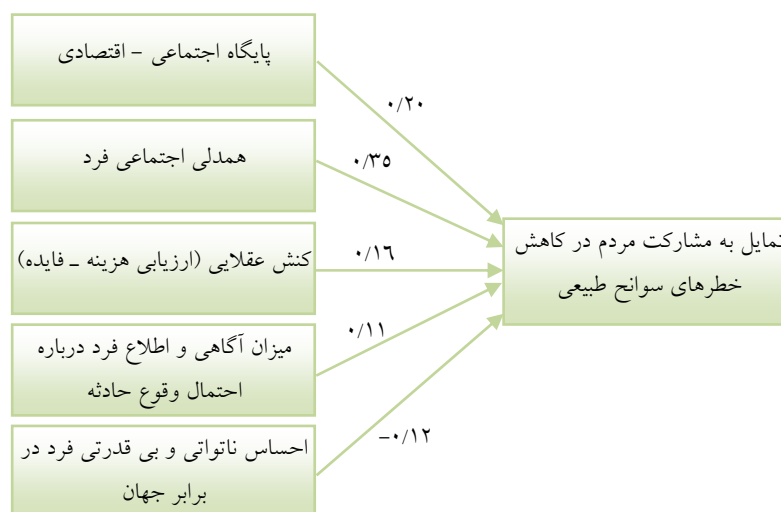 پایگاه اجتماعی – اقتصادی
۰/۲۰
همدلی اجتماعی فرد
۰/۳۵
کنش عقلایی (ارزیابی هزینه ـ فایده)
۰/۱۶
تمایل به مشارکت مردم در کاهش
خطرهای سوانح طبیعی
میزان آگاهی و اطلاع فرد درباره
احتمال وقوع حادثه
۰/۱۱
احساس ناتواتی و بی قدرتی فرد در
برابر جهان
–۰/۱۲